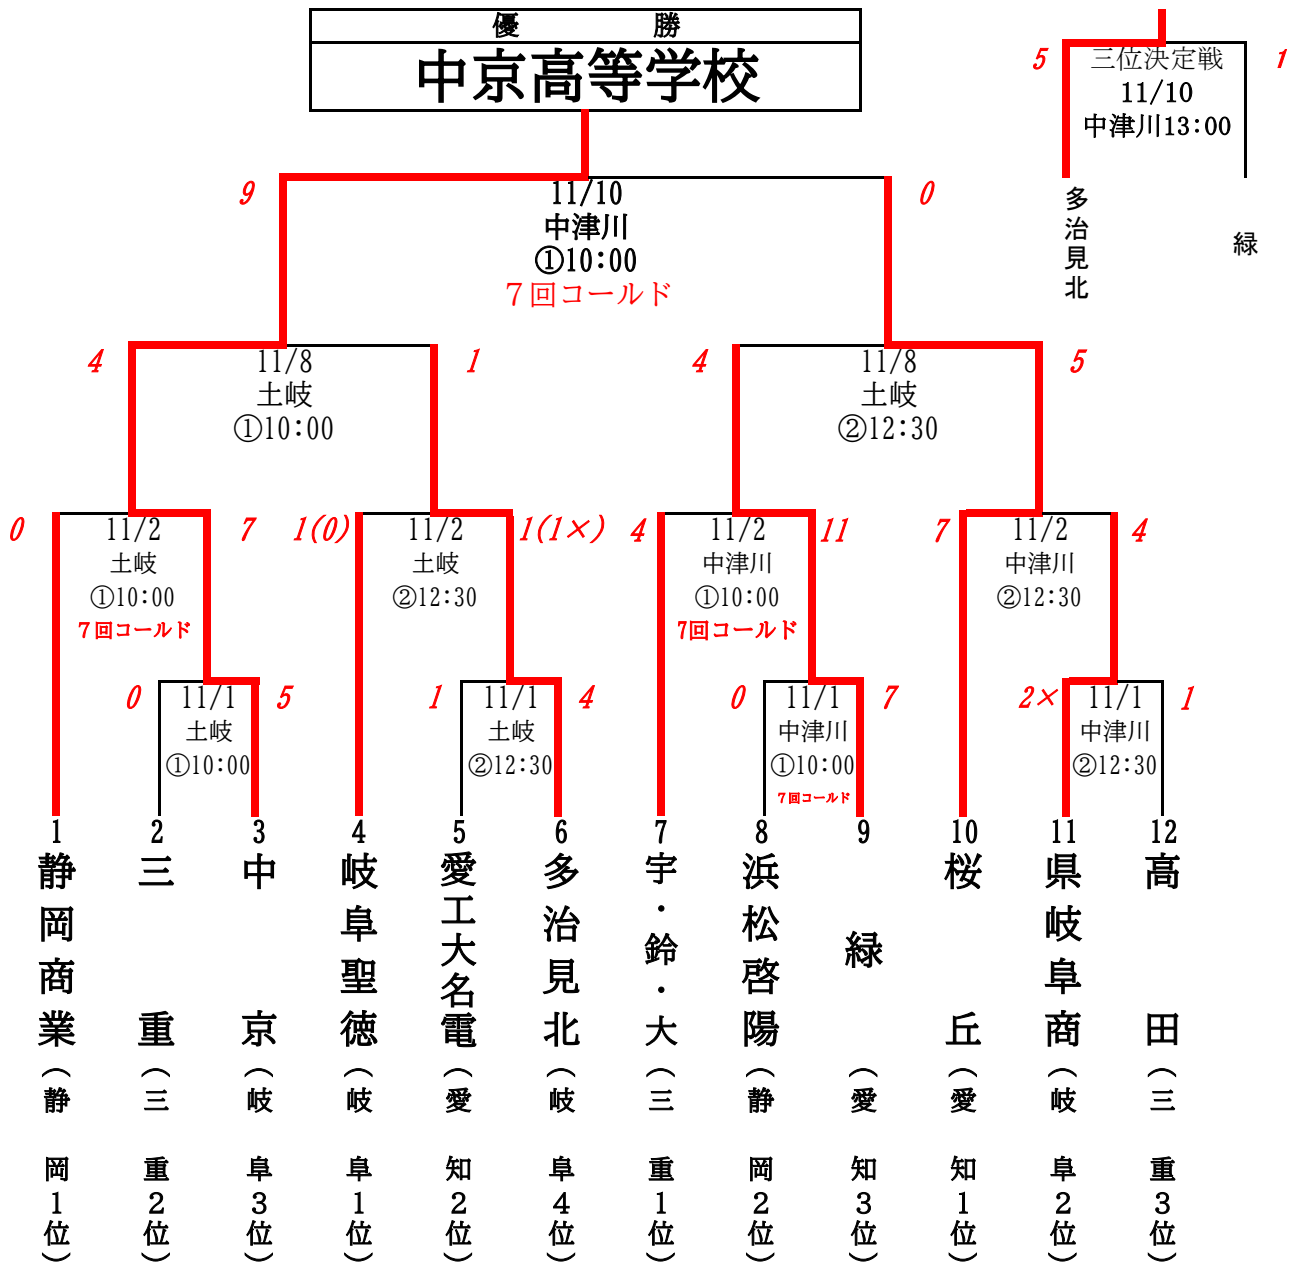 優勝
中京高等学校
5
三位決定戦
1
11/10
中津川13:00
多治見北
緑
9
11/10
0
中津川
①10:00
７回コールド
4
11/8
1
土岐
①10:00
4
11/8
5
土岐
②12:30
0
11/2
7
土岐
①10:00
７回コールド
1(0)
11/2
1(1×)
土岐
②12:30
4
11/2
11
中津川
①10:00
7回コールド
7
11/2
4
中津川
②12:30
0
11/1
5
土岐
①10:00
1
11/1
4
土岐
②12:30
0
11/1
7
中津川
①10:00
7回コールド
2×
11/1
1
中津川
②12:30
1
静岡商業(静岡1位)
2
三重(三重2位)
3
中京(岐阜3位)
4
岐阜聖徳(岐阜1位)
5
愛工大名電(愛知2位)
6
多治見北(岐阜4位)
7
宇・鈴・大(三重1位)
8
浜松啓陽(静岡2位)
9
緑(愛知3位)
10
桜丘(愛知1位)
11
県岐阜商(岐阜2位)
12
高田(三重3位)